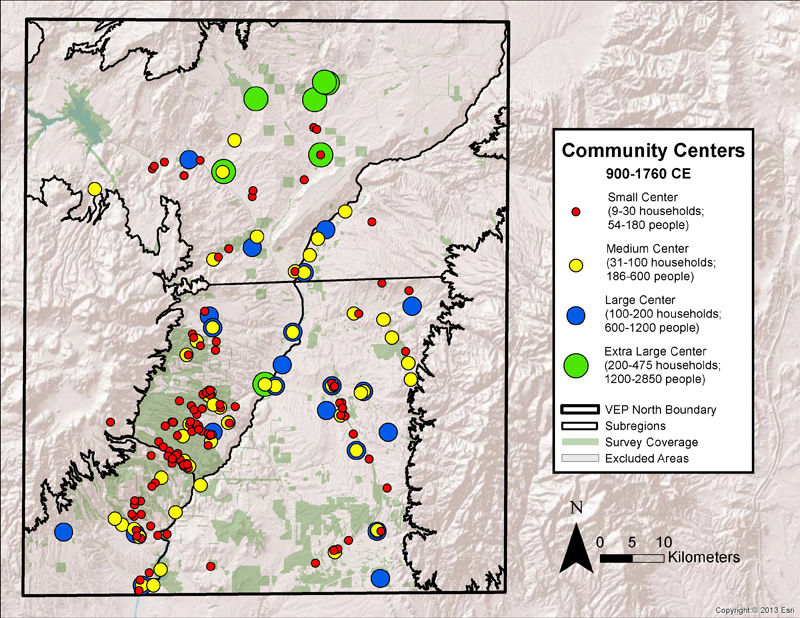 Community Centers
900-1760 CE
Small Center
(9-30 households;
54-180 people)
Medium Center
(31-100 households;
186-600 people)
Large Center
(100-200 households;
600-1200 people)
Extra Large Center
(200-475 households;
1200-2850 people)
VEP North Boundary
Subregions
Survey Coverage
Excluded Areas
N
0 5 10
Kilometers
Copyright © 2013 Esri